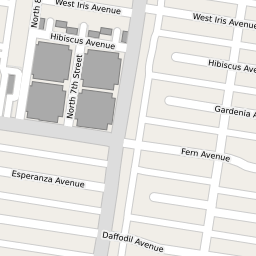 West Iris Avenue
North 8
West Iris Avenue
Hibiscus Avenue
Hibiscus Avenue
North 7th Street
Gardenia A
Fern Avenue
Esperanza Avenue
Daffodil Avenue